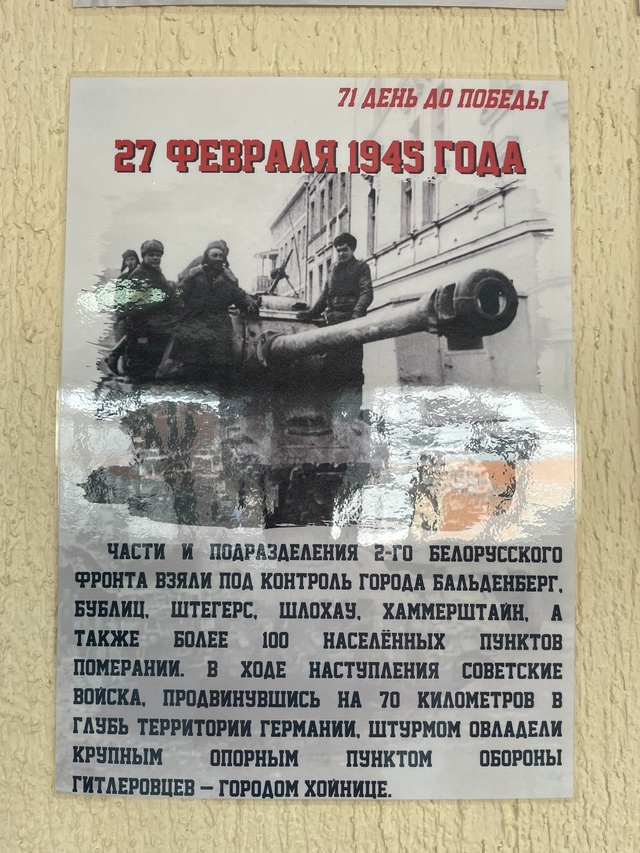 71 ДЕНЬ ДО ПОБЕДЫ
27 ФЕВРАЛЯ 1945 ГОДА
ЧАСТИ И ПОДРАЗДЕЛЕНИЯ 2-ГО БЕЛОРУССКОГО
ФРОНТА ВЗЯЛИ ПОД КОНТРОЛЬ ГОРОДА БАЛЬДЕНБЕРГ,
БУБЛИЦ, ШТЕГЕРС, ШЛОХАУ, ХАММЕРШТАЙН, А
ТАКЖЕ БОЛЕЕ 100 НАСЕЛЁННЫХ ПУНКТОВ
ПОМЕРАНИИ. В ХОДЕ НАСТУПЛЕНИЯ СОВЕТСКИЕ
ВОЙСКА, ПРОДВИНУВШИСЬ НА 70 КИЛОМЕТРОВ В
ГЛУБЬ ТЕРРИТОРИИ ГЕРМАНИИ, ШТУРМОМ ОВЛАДЕЛИ
КРУПНЫМ ОПОРНЫМ ПУНКТОМ ОБОРОНЫ
ГИТЛЕРОВЦЕВ – ГОРОДОМ ХОЙНИЦЕ.